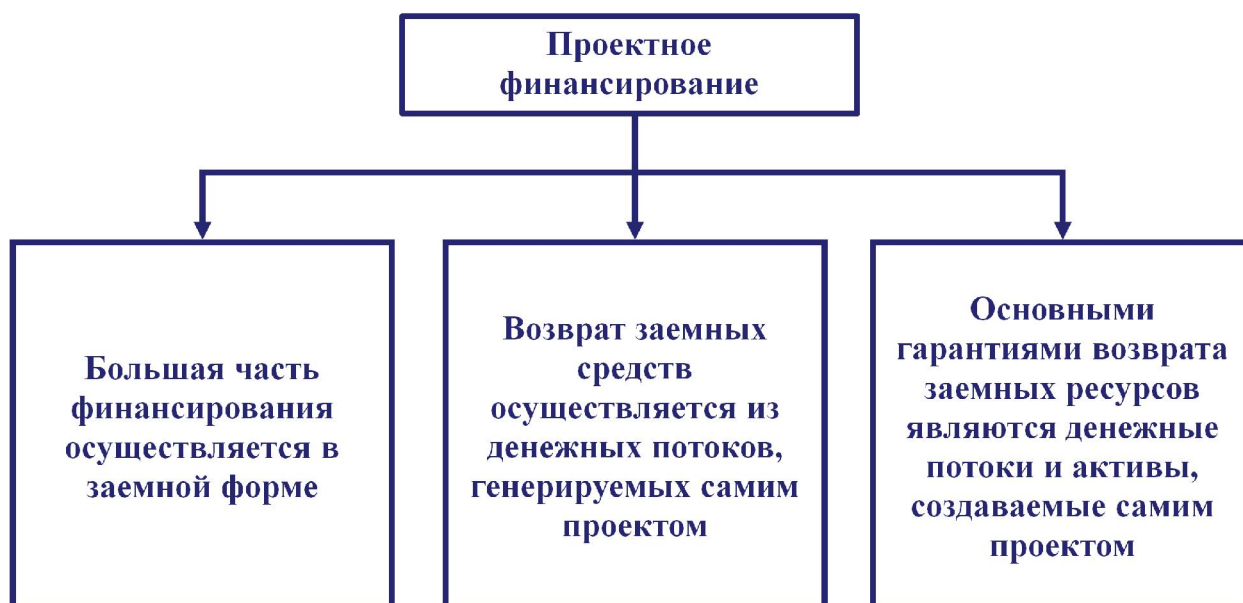 Проектное
финансирование
Большая часть
финансирования
осуществляется в
заемной форме
Возврат заемных
средств
осуществляется из
денежных потоков,
генерируемых самим
проектом
Основными
гарантиями возврата
заемных ресурсов
являются денежные
потоки и активы,
создаваемые самим
проектом